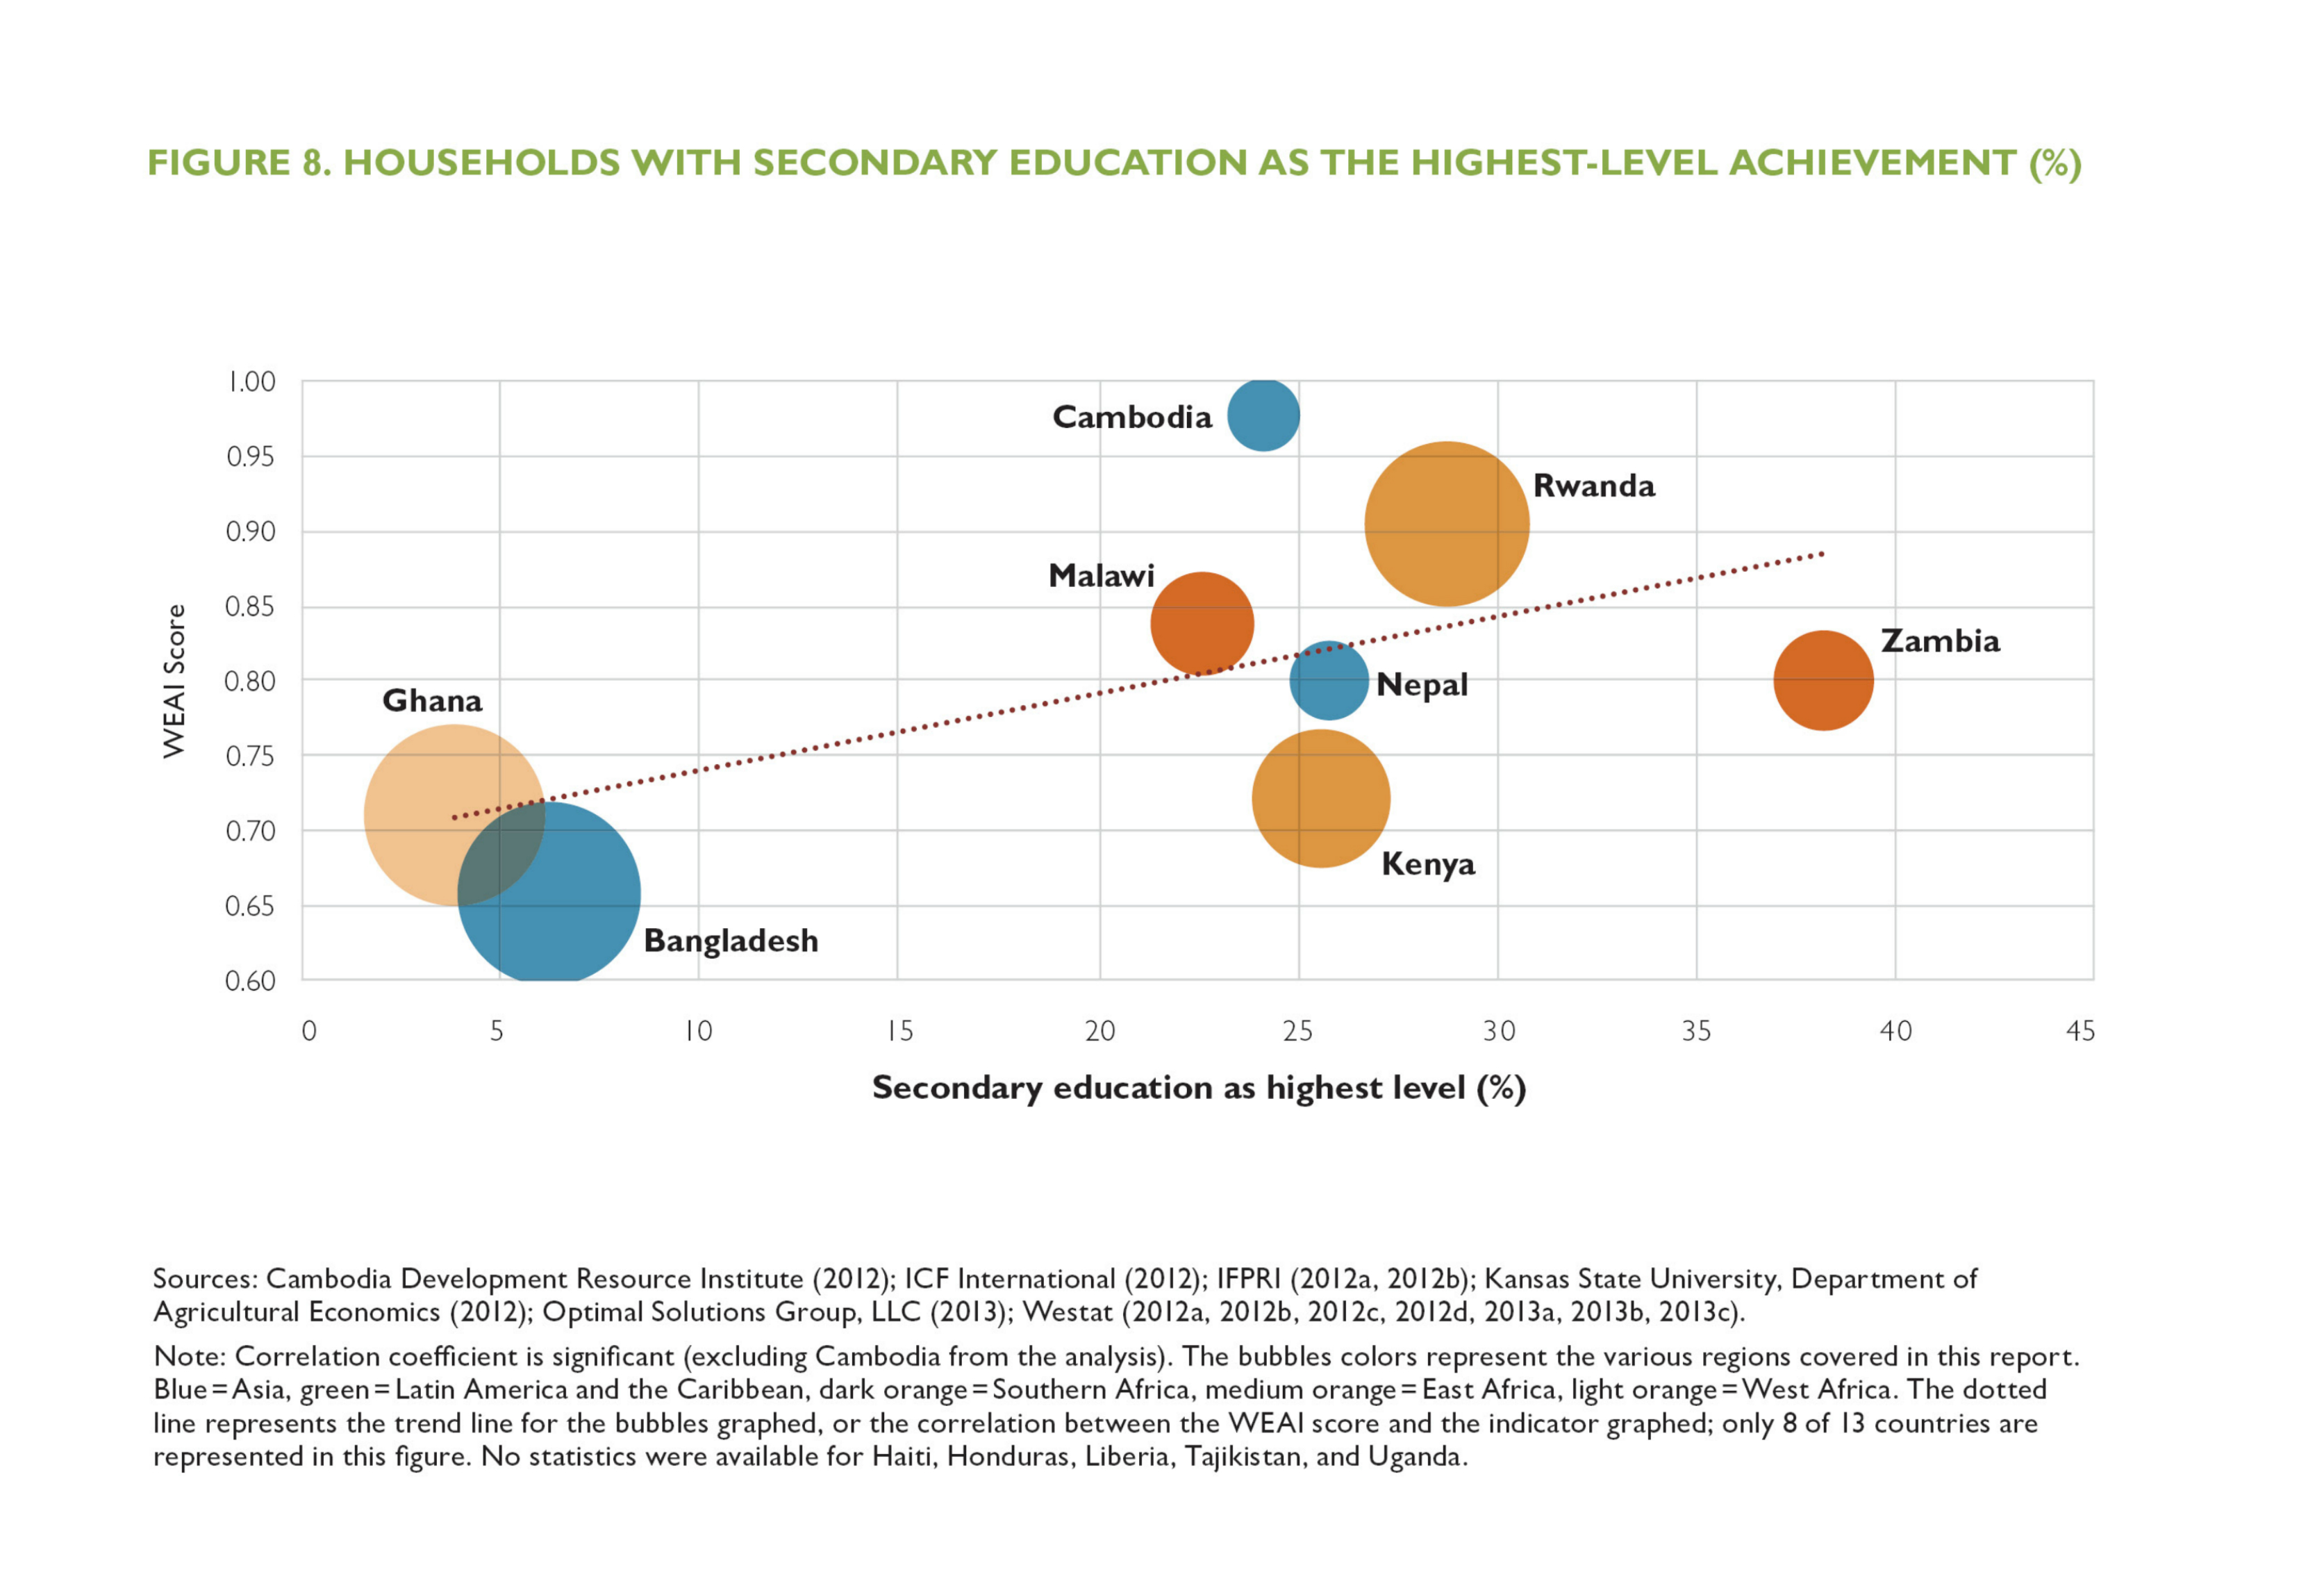 FIGURE 8. HOUSEHOLDS WITH SECONDARY EDUCATION AS THE HIGHEST-LEVEL ACHIEVEMENT (%)
1.00
Cambodia
0.95
Rwanda
0.90
Malawi
0.85
WEAI Score
Zambia
0.80
Nepal
Ghana
0.75
0.70
Kenya
0.65
Bangladesh
0.60
0 5 10 15 20 25 30 35 40 45
Secondary education as highest level (%)
Sources: Cambodia Development Resource Institute (2012); ICF International (2012); IFPRI (2012a, 2012b); Kansas State University, Department of
Agricultural Economics (2012); Optimal Solutions Group, LLC (2013); Westat (2012a, 2012b, 2012c, 2012d, 2013a, 2013b, 2013c).
Note: Correlation coefficient is significant (excluding Cambodia from the analysis). The bubbles colors represent the various regions covered in this report.
Blue=Asia, green=Latin America and the Caribbean, dark orange=Southern Africa, medium orange=East Africa, light orange=West Africa. The dotted
line represents the trend line for the bubbles graphed, or the correlation between the WEAI score and the indicator graphed; only 8 of 13 countries are
represented in this figure. No statistics were available for Haiti, Honduras, Liberia, Tajikistan, and Uganda.